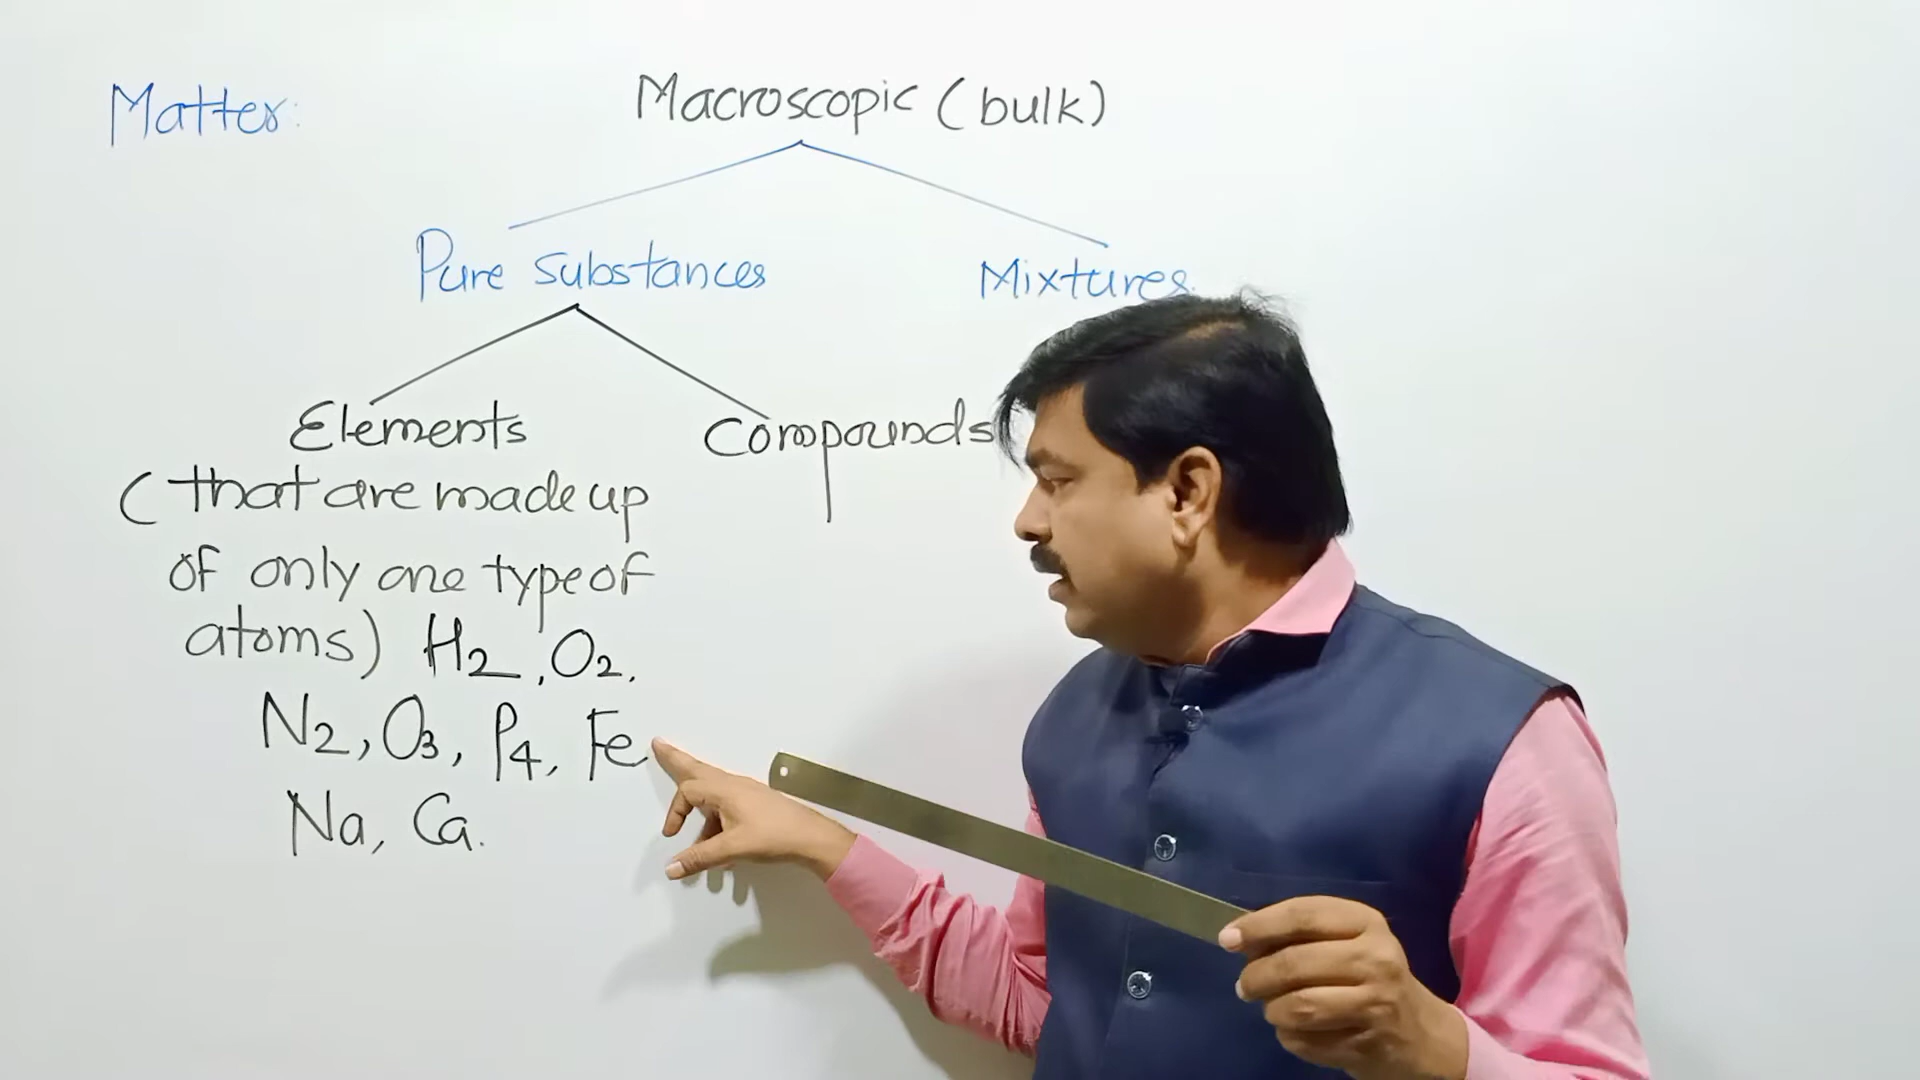 Matter:
Macroscopic (bulk)
Pure substances
Mixtures.
Elements
Compounds
( that are made up
of only one type of
atoms) H2, O2.
N2, O3, P4, Fe
Na, Ca.